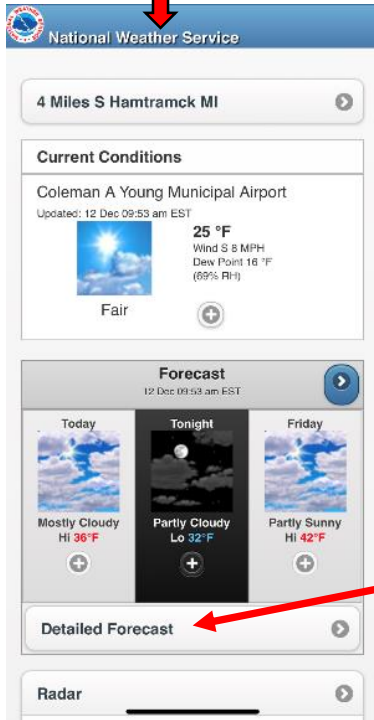 National Weather Service
4 Miles S Hamtramck MI
Current Conditions
Coleman A Young Municipal Airport
Updated: 12 Dec 09:53 am EST
25 °F
Wind S 8 MPH
Dew Point 16 °F
(69% RH)
Fair
Forecast
12 Dec 09:53 am EST
Today
Mostly Cloudy
Hi 36°F
Tonight
Partly Cloudy
Lo 32°F
Friday
Partly Sunny
Hi 42°F
Detailed Forecast
Radar